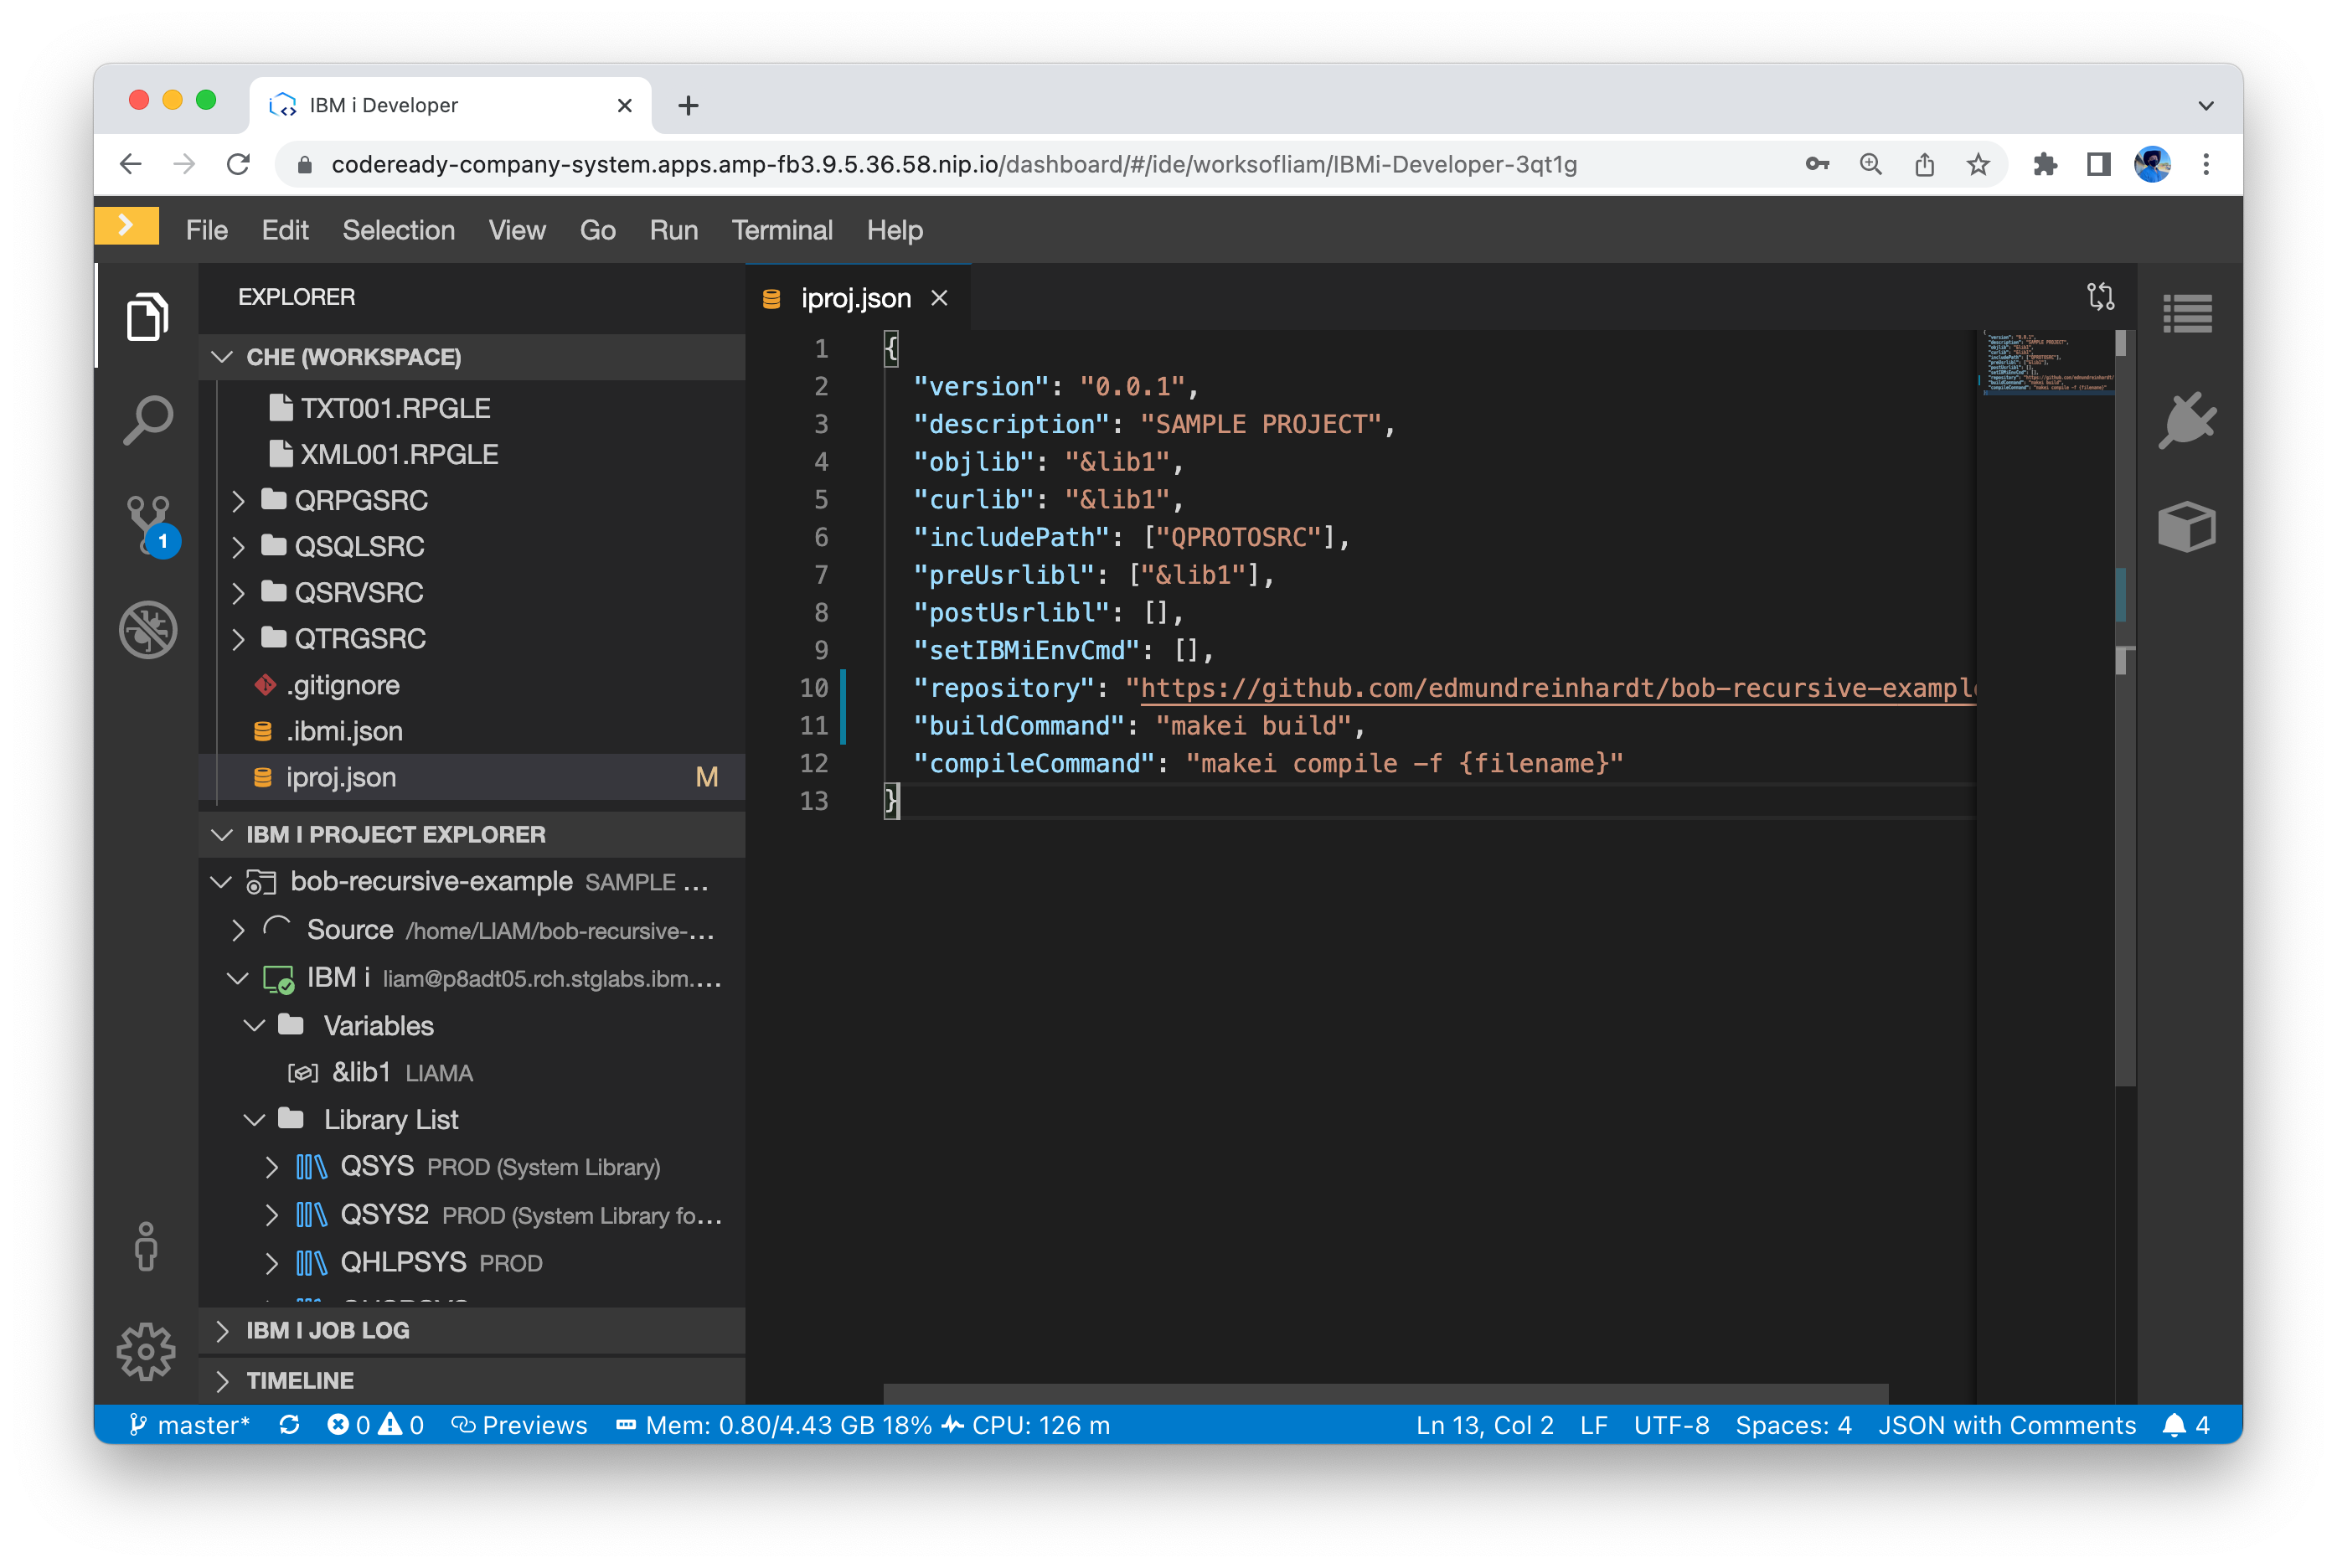 IBM i Developer
codeready-company-system.apps.amp-fb3.9.5.36.58.nip.io/dashboard/#/ide/worksofliam/IBMi-Developer-3qt1g
File Edit Selection View Go Run Terminal Help
EXPLORER
CHE (WORKSPACE)
TXT001.RPGLE
XML001.RPGLE
QRPGSRC
QSQLSRC
QSRVSRC
QTRGSRC
.gitignore
.ibmi.json
iproj.json M
1
IBM I PROJECT EXPLORER
bob-recursive-example SAMPLE ...
Source /home/LIAM/bob-recursive-...
IBM i liam@p8adt05.rch.stglabs.ibm....
Variables
&lib1 LIAMA
Library List
QSYS PROD (System Library)
QSYS2 PROD (System Library fo...
QHLPSYS PROD
IBM I JOB LOG
TIMELINE
iproj.json
1 {
2 "version": "0.0.1",
3 "description": "SAMPLE PROJECT",
4 "objlib": "&lib1",
5 "curlib": "&lib1",
6 "includePath": ["QPROTOSRC"],
7 "preUsrlibl": ["&lib1"],
8 "postUsrlibl": [],
9 "setIBMiEnvCmd": [],
10 "repository": "https://github.com/edmundreinhardt/bob-recursive-example
11 "buildCommand": "makei build",
12 "compileCommand": "makei compile -f {filename}"
13 }
master* 0 0 Previews Mem: 0.80/4.43 GB 18% CPU: 126 m Ln 13, Col 2 LF UTF-8 Spaces: 4 JSON with Comments 4